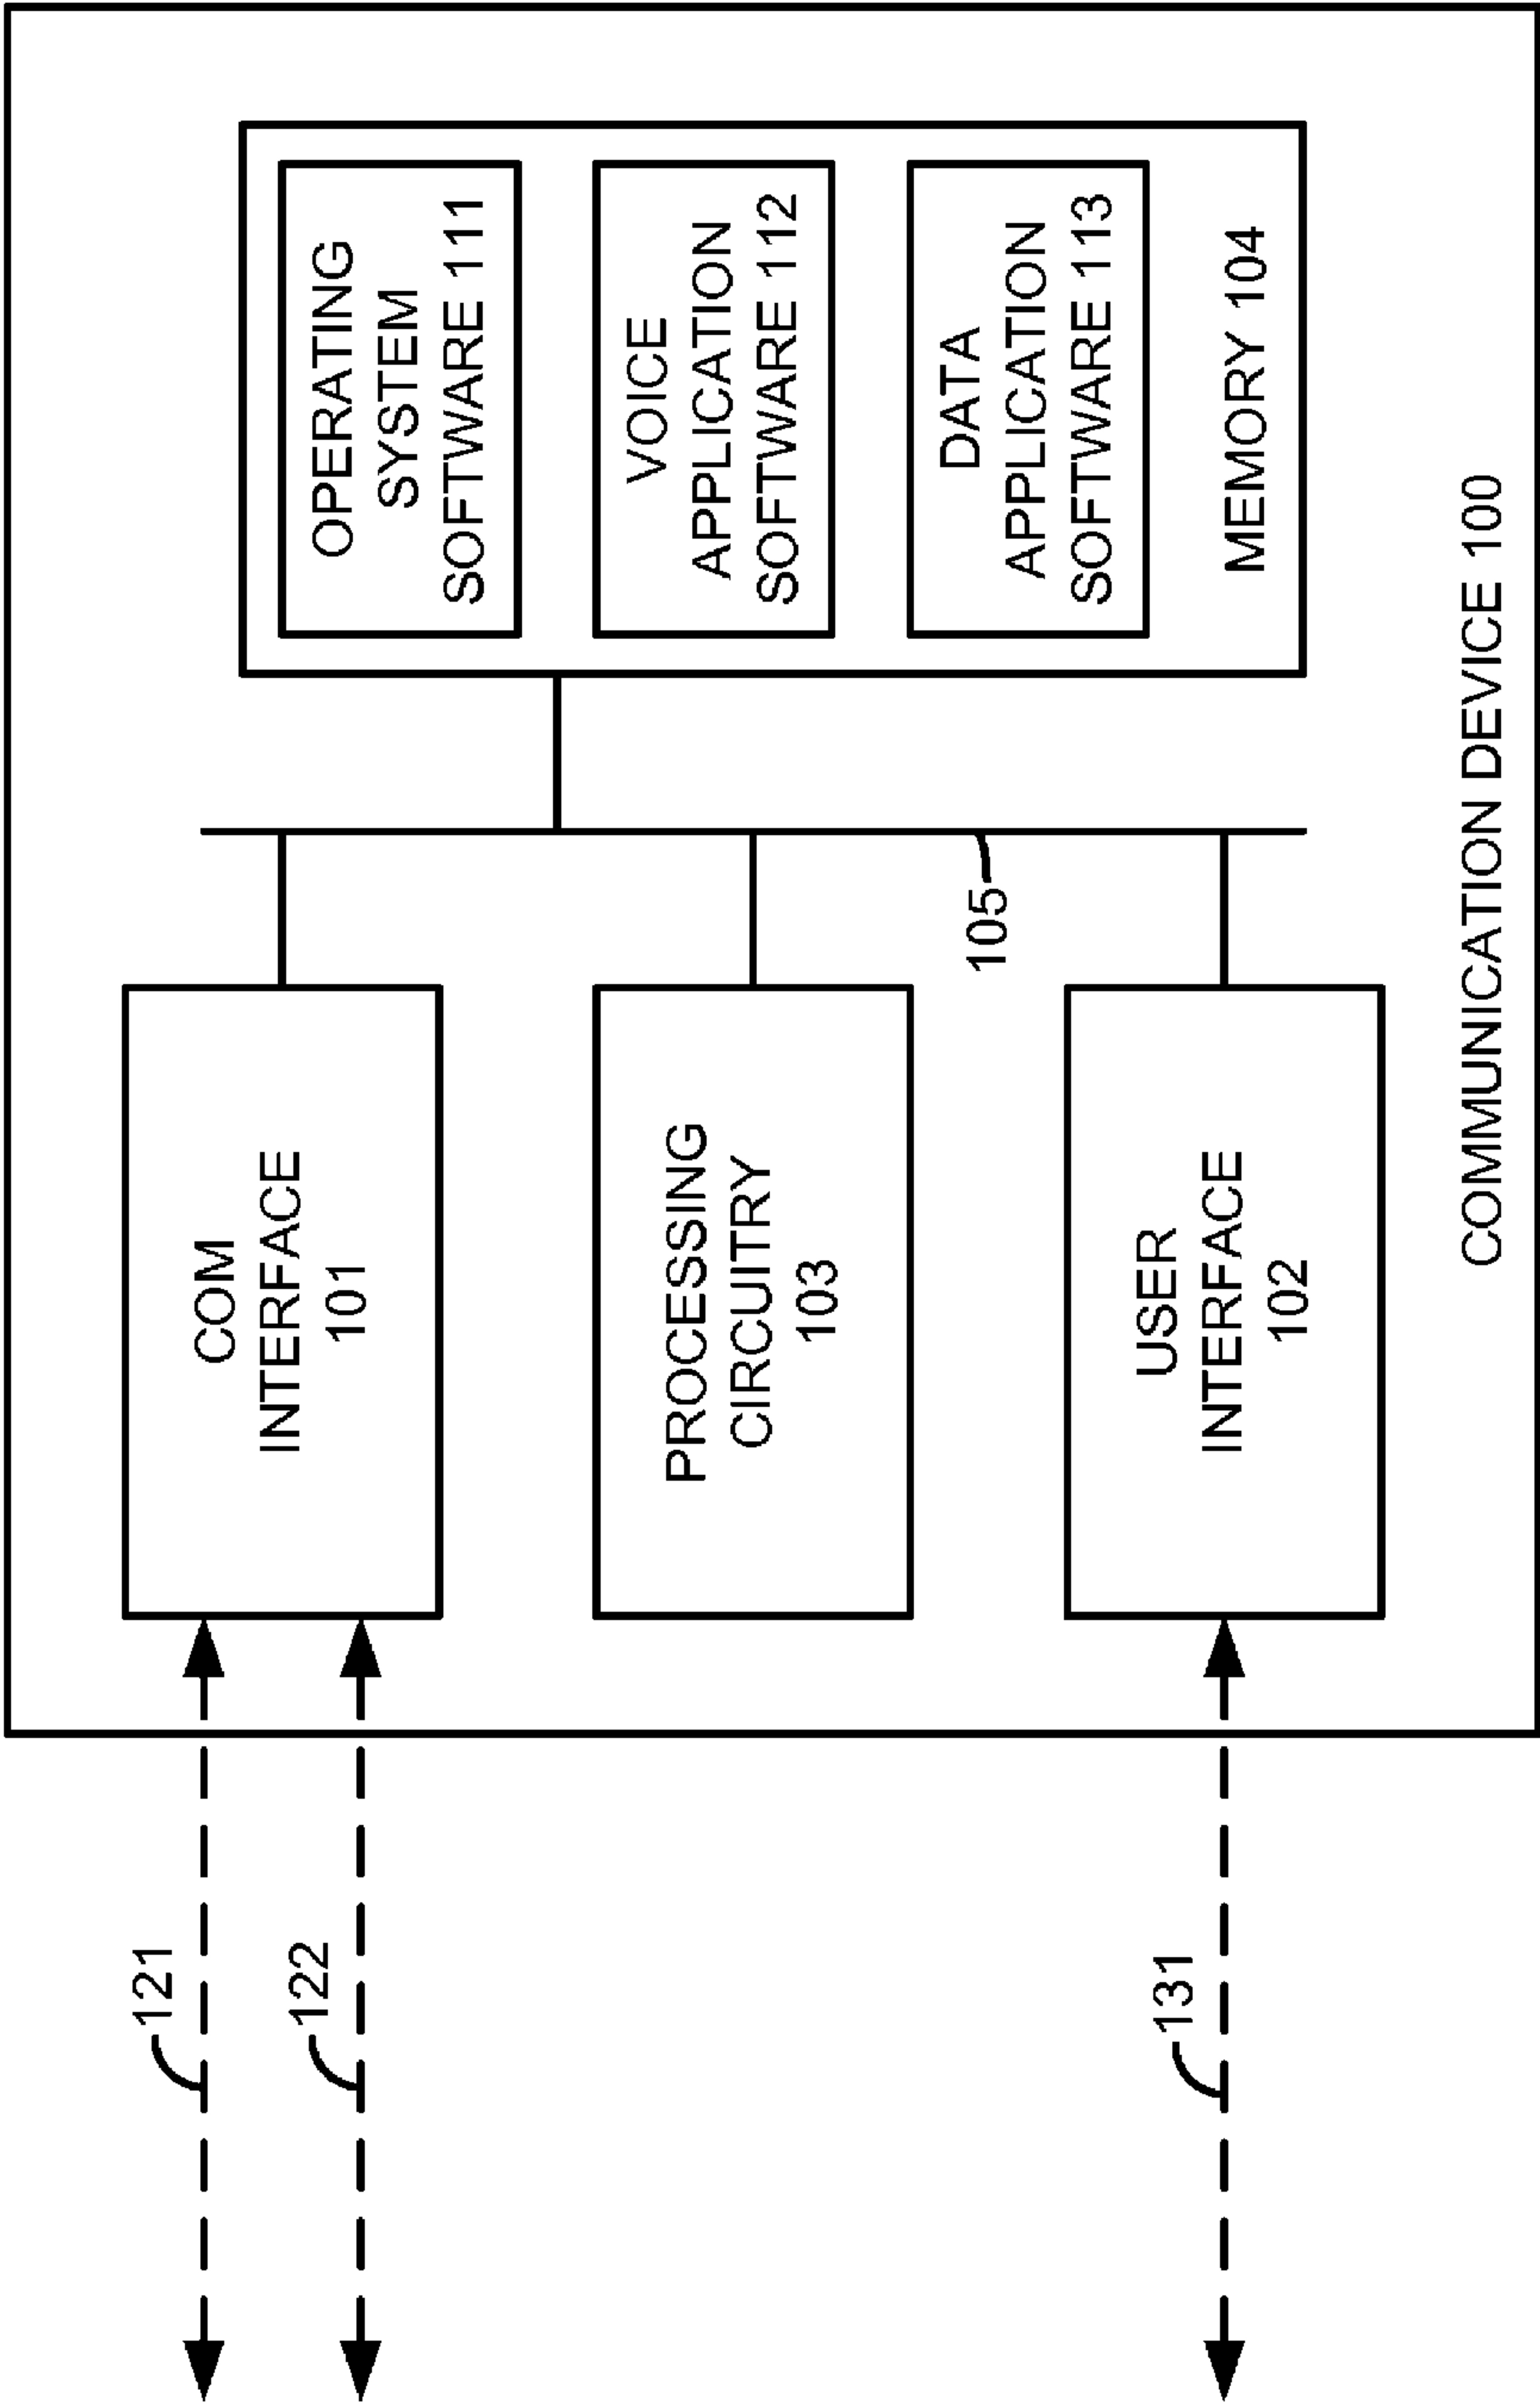 121
122
131
COM
INTERFACE
101
PROCESSING
CIRCUITRY
103
USER
INTERFACE
102
105
OPERATING
SYSTEM
SOFTWARE 111
VOICE
APPLICATION
SOFTWARE 112
DATA
APPLICATION
SOFTWARE 113
MEMORY 104
COMMUNICATION DEVICE 100